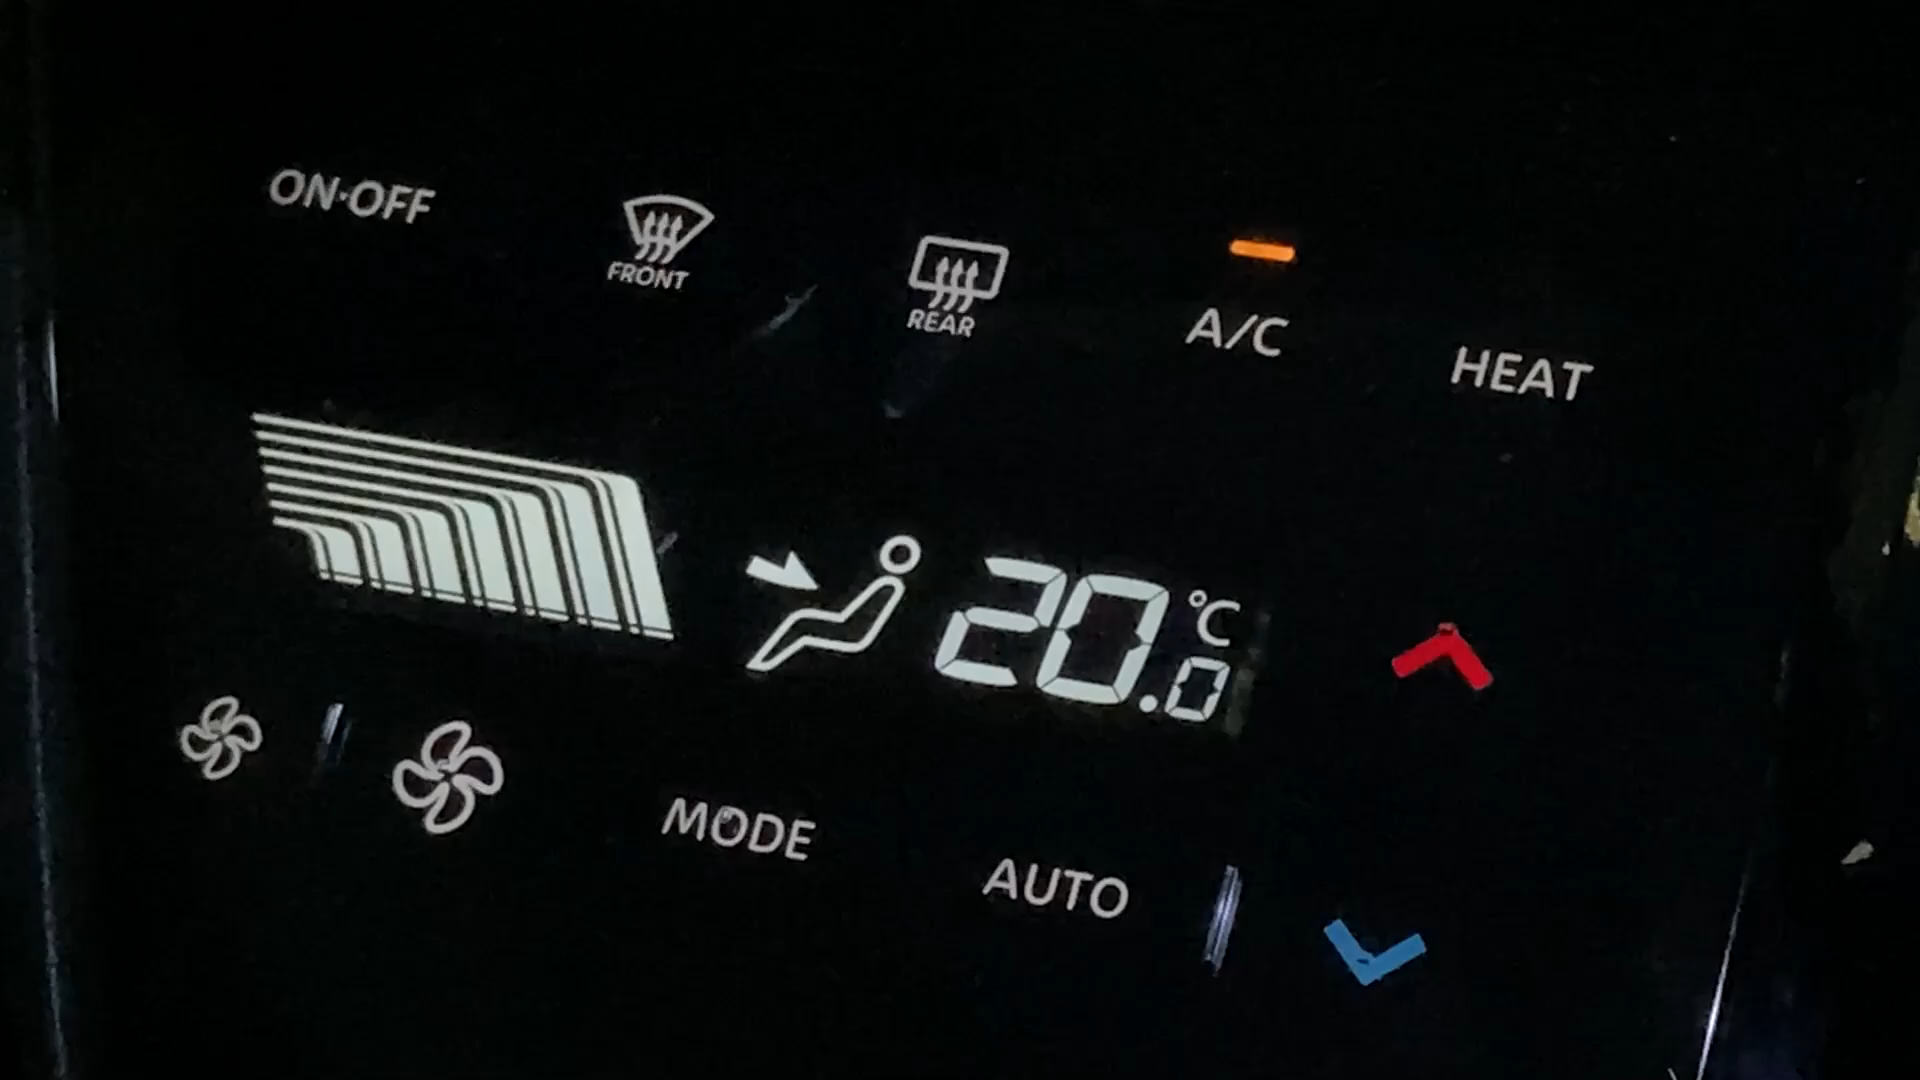 ON·OFF
FRONT
REAR
A/C
HEAT
20.0 °C
MODE
AUTO